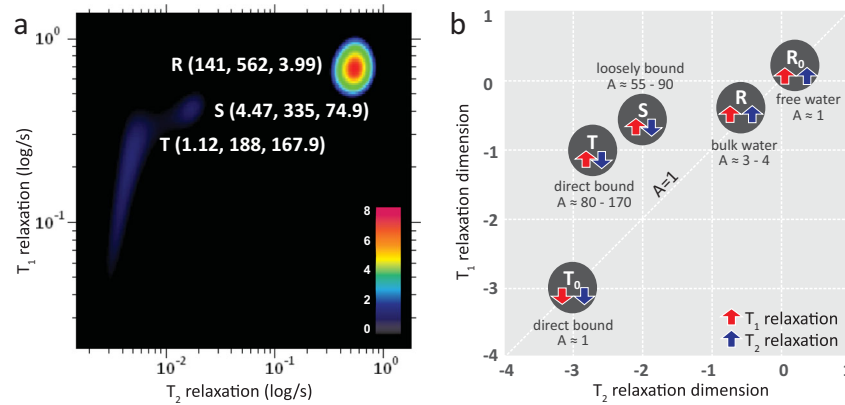 a
T1 relaxation (log/s)
10^0
10^-1
R (141, 562, 3.99)
S (4.47, 335, 74.9)
T (1.12, 188, 167.9)
8
6
4
2
0
10^-2
10^-1
10^0
T2 relaxation (log/s)
b
T1 relaxation dimension
1
0
-1
-2
-3
-4
R0
free water
A ≈ 1
loosely bound
A ≈ 55 - 90
S
R
bulk water
A ≈ 3 - 4
T
direct bound
A ≈ 80 - 170
A=1
T0
direct bound
A ≈ 1
T1 relaxation
T2 relaxation
-4
-3
-2
-1
0
1
T2 relaxation dimension